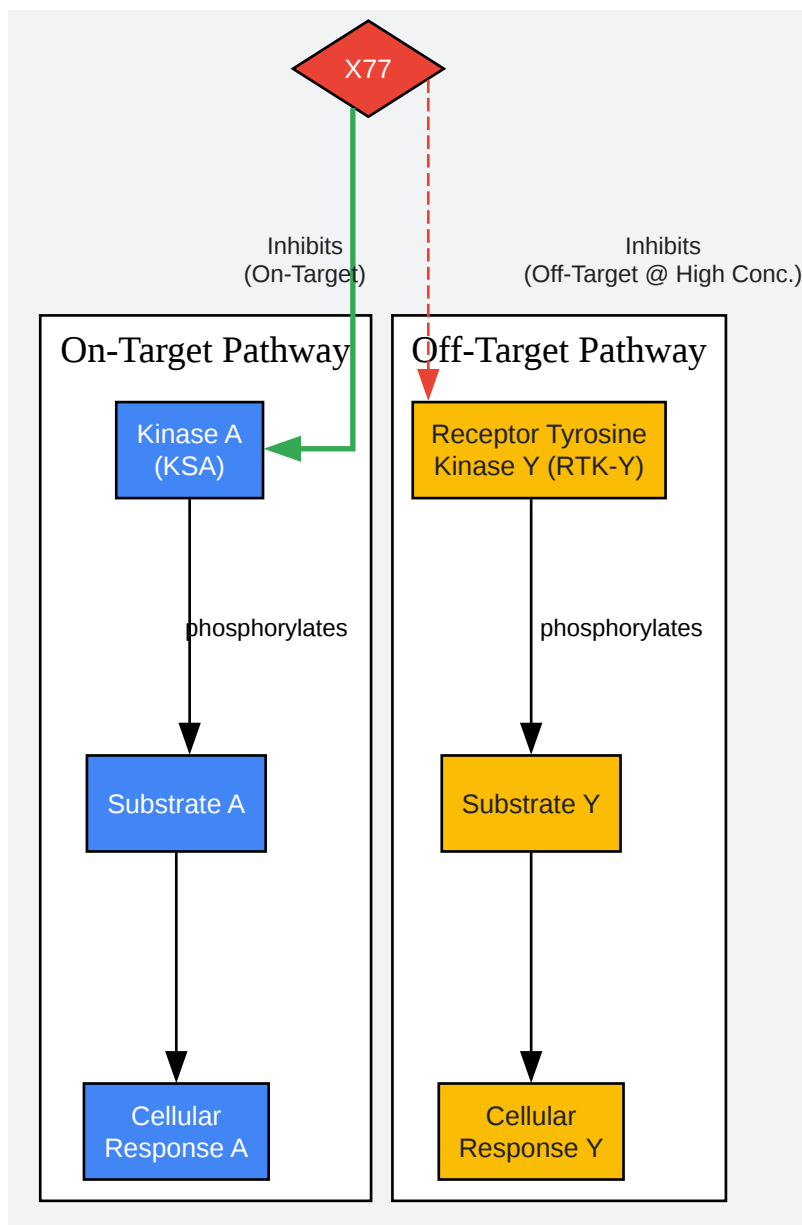 X77
Inhibits
(On-Target)
Inhibits
(Off-Target @ High Conc.)
On-Target Pathway
Kinase A
(KSA)
phosphorylates
Substrate A
Cellular
Response A
Off-Target Pathway
Receptor Tyrosine
Kinase Y (RTK-Y)
phosphorylates
Substrate Y
Cellular
Response Y